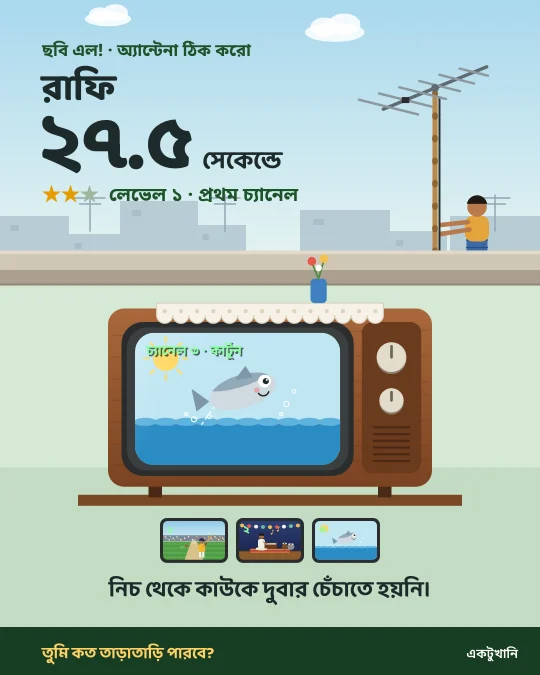 ছবি এল! · অ্যান্টেনা ঠিক করো
রাফি
২৭.৫ সেকেন্ডে
★★★ লেভেল ১ · প্রথম চ্যানেল
চ্যানেল ৩ · কার্টুন
নিচ থেকে কাউকে দুবার চেঁচাতে হয়নি।
তুমি কত তাড়াতাড়ি পারবে?
একটুখানি